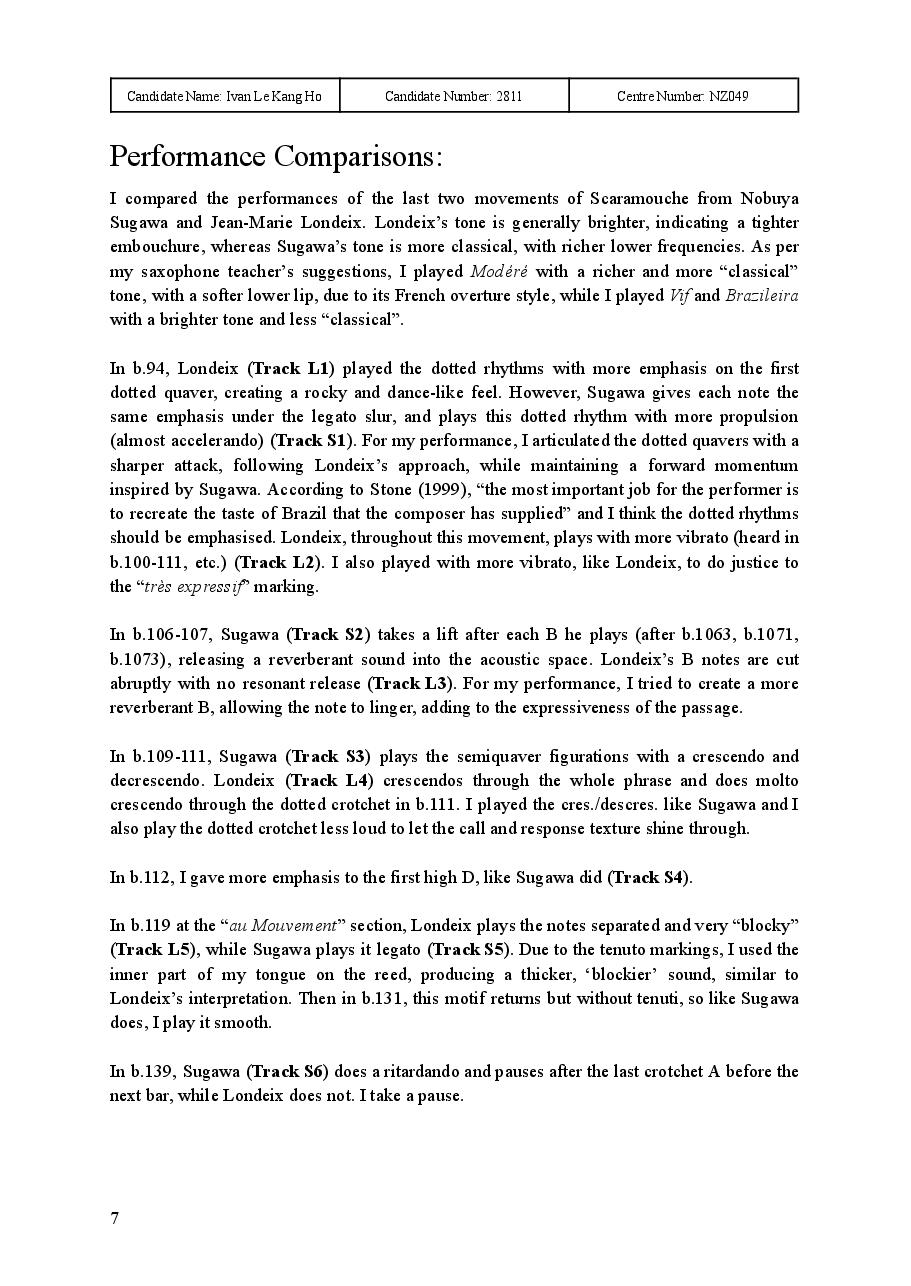 Candidate Name: Ivan Le Kang Ho
Candidate Number: 2811
Centre Number: NZ049
Performance Comparisons:
I compared the performances of the last two movements of Scaramouche from Nobuya
Sugawa and Jean-Marie Londeix. Londeix’s tone is generally brighter, indicating a tighter
embouchure, whereas Sugawa’s tone is more classical, with richer lower frequencies. As per
my saxophone teacher’s suggestions, I played Modéré with a richer and more “classical”
tone, with a softer lower lip, due to its French overture style, while I played Vif and Brazileira
with a brighter tone and less “classical”.
In b.94, Londeix (Track L1) played the dotted rhythms with more emphasis on the first
dotted quaver, creating a rocky and dance-like feel. However, Sugawa gives each note the
same emphasis under the legato slur, and plays this dotted rhythm with more propulsion
(almost accelerando) (Track S1). For my performance, I articulated the dotted quavers with a
sharper attack, following Londeix’s approach, while maintaining a forward momentum
inspired by Sugawa. According to Stone (1999), “the most important job for the performer is
to recreate the taste of Brazil that the composer has supplied” and I think the dotted rhythms
should be emphasised. Londeix, throughout this movement, plays with more vibrato (heard in
b.100-111, etc.) (Track L2). I also played with more vibrato, like Londeix, to do justice to
the “très expressif” marking.
In b.106-107, Sugawa (Track S2) takes a lift after each B he plays (after b.1063, b.1071,
b.1073), releasing a reverberant sound into the acoustic space. Londeix’s B notes are cut
abruptly with no resonant release (Track L3). For my performance, I tried to create a more
reverberant B, allowing the note to linger, adding to the expressiveness of the passage.
In b.109-111, Sugawa (Track S3) plays the semiquaver figurations with a crescendo and
decrescendo. Londeix (Track L4) crescendos through the whole phrase and does molto
crescendo through the dotted crotchet in b.111. I played the cres./descres. like Sugawa and I
also play the dotted crotchet less loud to let the call and response texture shine through.
In b.112, I gave more emphasis to the first high D, like Sugawa did (Track S4).
In b.119 at the “au Mouvement” section, Londeix plays the notes separated and very “blocky”
(Track L5), while Sugawa plays it legato (Track S5). Due to the tenuto markings, I used the
inner part of my tongue on the reed, producing a thicker, ‘blockier’ sound, similar to
Londeix’s interpretation. Then in b.131, this motif returns but without tenuti, so like Sugawa
does, I play it smooth.
In b.139, Sugawa (Track S6) does a ritardando and pauses after the last crotchet A before the
next bar, while Londeix does not. I take a pause.
7